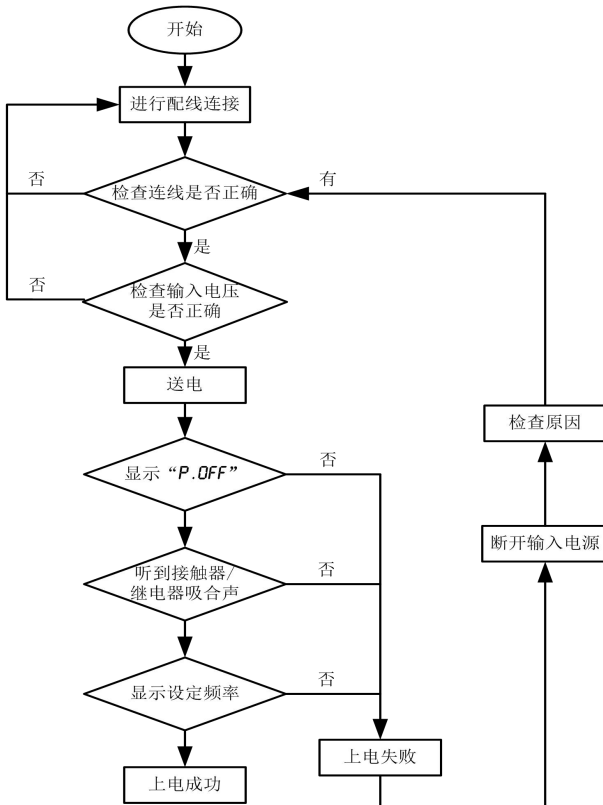 开始
进行配线连接
否
有
检查连线是否正确
是
否
检查输入电压
是否正确
是
送电
检查原因
否
显示“P.OFF”
断开输入电源
听到接触器/
继电器吸合声
否
否
显示设定频率
上电失败
上电成功